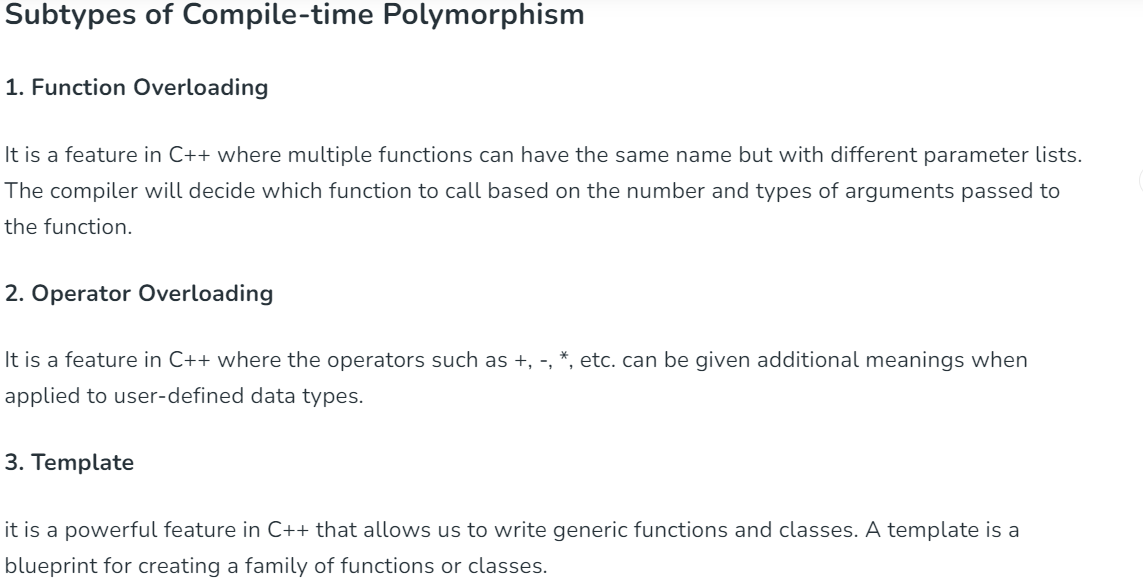 Subtypes of Compile-time Polymorphism
1. Function Overloading
It is a feature in C++ where multiple functions can have the same name but with different parameter lists.
The compiler will decide which function to call based on the number and types of arguments passed to
the function.
2. Operator Overloading
It is a feature in C++ where the operators such as +, -, *, etc. can be given additional meanings when
applied to user-defined data types.
3. Template
it is a powerful feature in C++ that allows us to write generic functions and classes. A template is a
blueprint for creating a family of functions or classes.